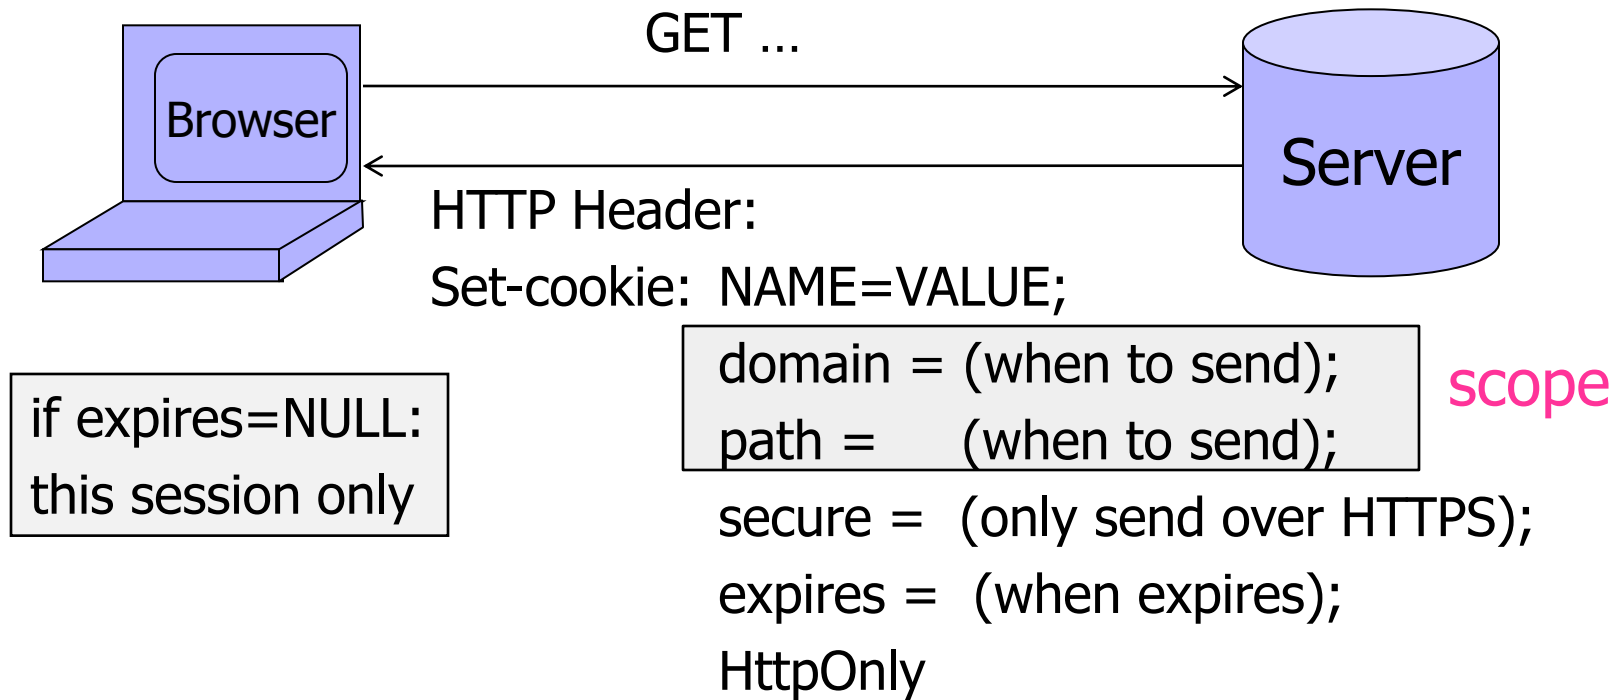 GET ...
Browser
Server
HTTP Header:
Set-cookie: NAME=VALUE;
domain = (when to send);
path = (when to send);
scope
secure = (only send over HTTPS);
expires = (when expires);
HttpOnly
if expires=NULL:
this session only